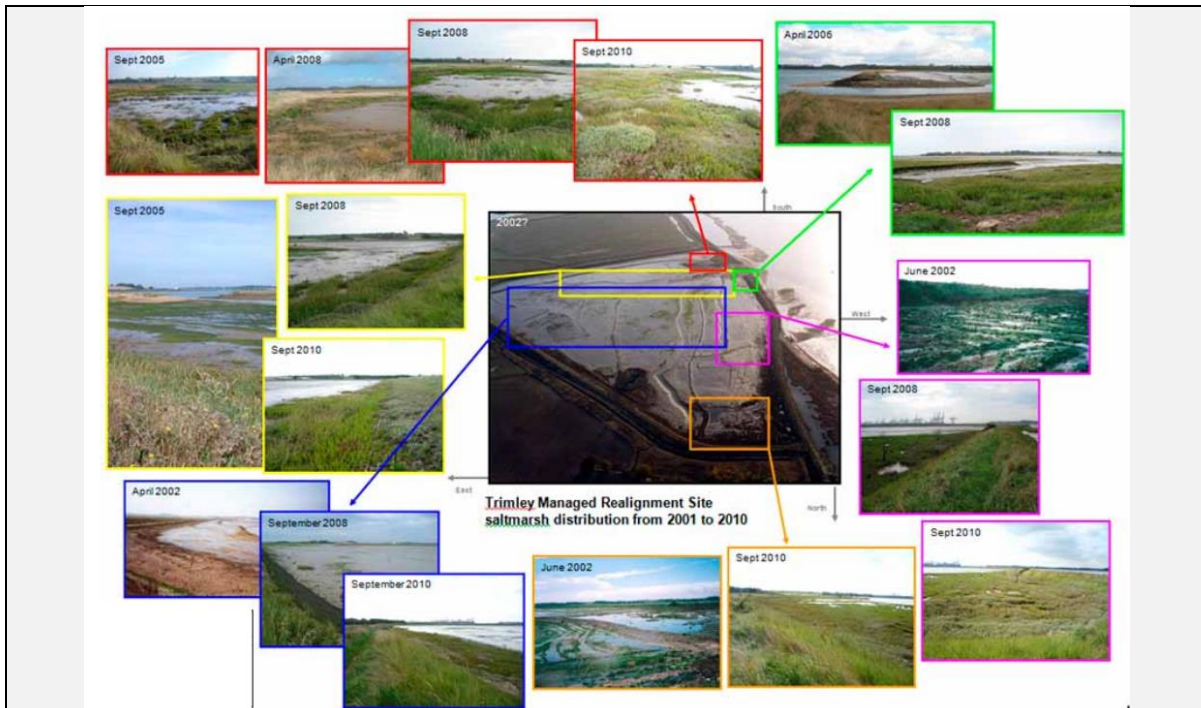 Sept 2005
April 2008
Sept 2008
Sept 2010
April 2005
Sept 2008
Sept 2005
Sept 2008
Sept 2010
2002?
South
West
East
North
June 2002
Sept 2008
Sept 2010
Trimley Managed Realignment Site
saltmarsh distribution from 2001 to 2010
April 2002
September 2008
September 2010
June 2002
Sept 2010